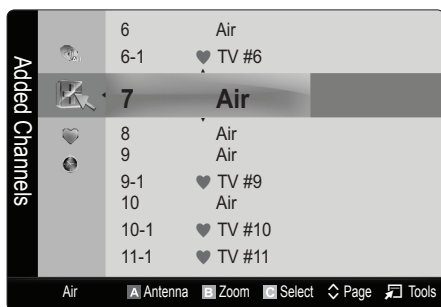 Added Channels
6 Air
6-1 ♥ TV #6
7 Air
8 Air
9 Air
9-1 ♥ TV #9
10 Air
10-1 ♥ TV #10
11-1 ♥ TV #11
Air A Antenna B Zoom C Select Page Tools